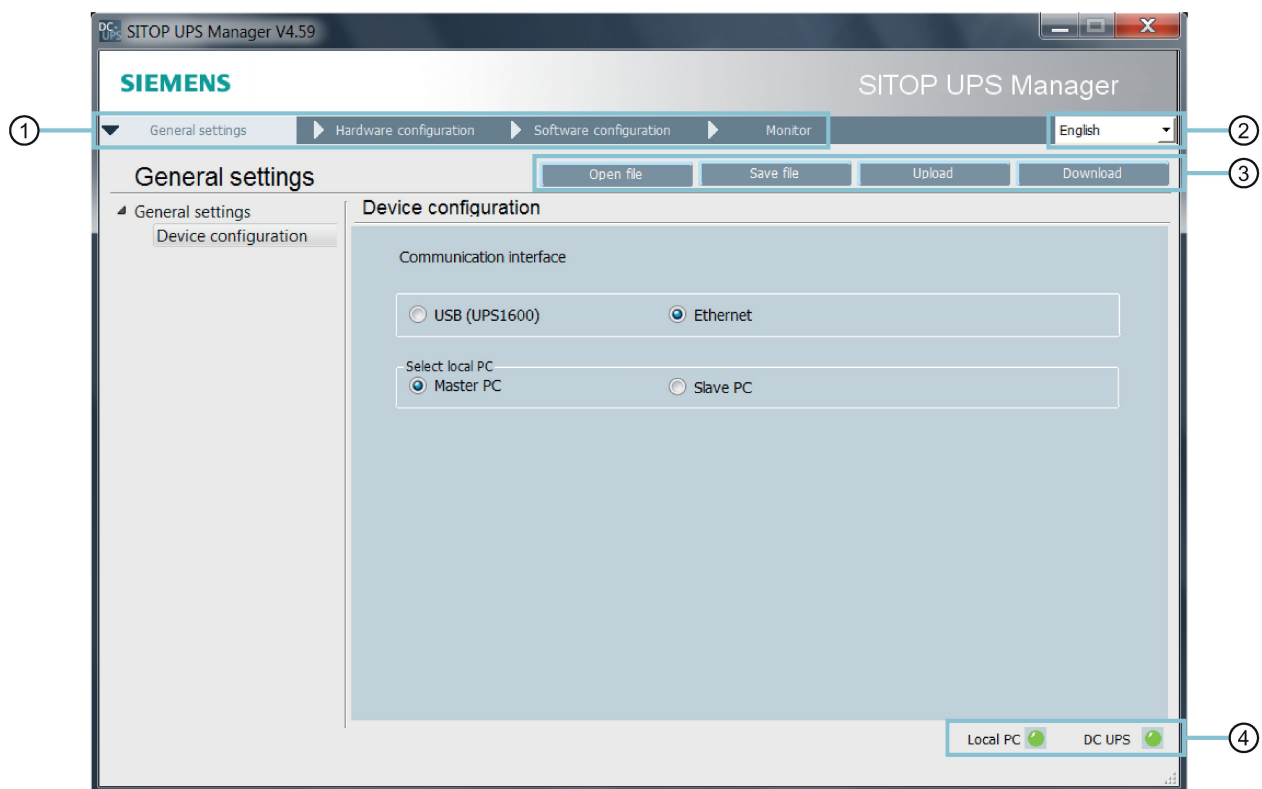 DC-UPS SITOP UPS Manager V4.59
SIEMENS
SITOP UPS Manager
1
General settings Hardware configuration Software configuration Monitor
English
2
General settings
Open file Save file Upload Download
3
General settings
Device configuration
Device configuration
Communication interface
USB (UPS1600) Ethernet
Select local PC
Master PC Slave PC
Local PC DC UPS
4